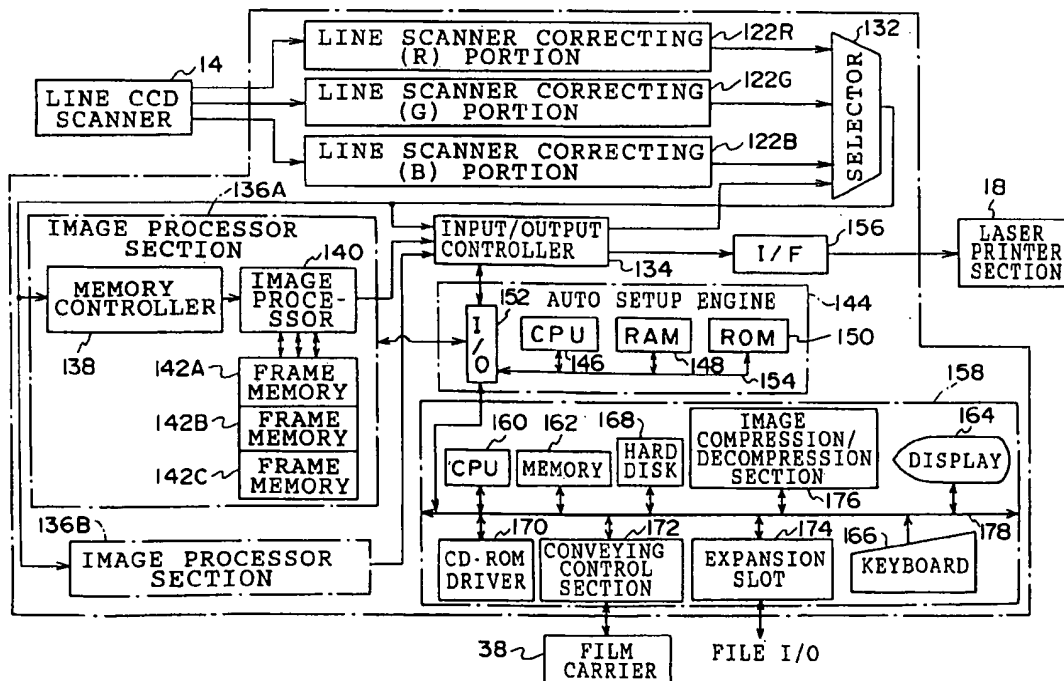 LINE SCANNER CORRECTING
(R) PORTION
122R
132
14
LINE CCD
SCANNER
LINE SCANNER CORRECTING
(G) PORTION
122G
SELECTOR
LINE SCANNER CORRECTING
(B) PORTION
122B
136A
IMAGE PROCESSOR
SECTION
140
INPUT/OUTPUT
CONTROLLER
134
I/F
156
18
LASER
PRINTER
SECTION
MEMORY
CONTROLLER
138
IMAGE
PROCE-
SSOR
152
I/O
AUTO SETUP ENGINE
144
CPU
146
RAM
148
ROM
150
154
142A
FRAME
MEMORY
142B
FRAME
MEMORY
142C
FRAME
MEMORY
158
160
CPU
162
MEMORY
168
HARD
DISK
IMAGE
COMPRESSION/
DECOMPRESSION
SECTION
176
164
DISPLAY
178
136B
IMAGE PROCESSOR
SECTION
170
CD-ROM
DRIVER
172
CONVEYING
CONTROL
SECTION
174
EXPANSION
SLOT
166
KEYBOARD
38
FILM
CARRIER
FILE I/O